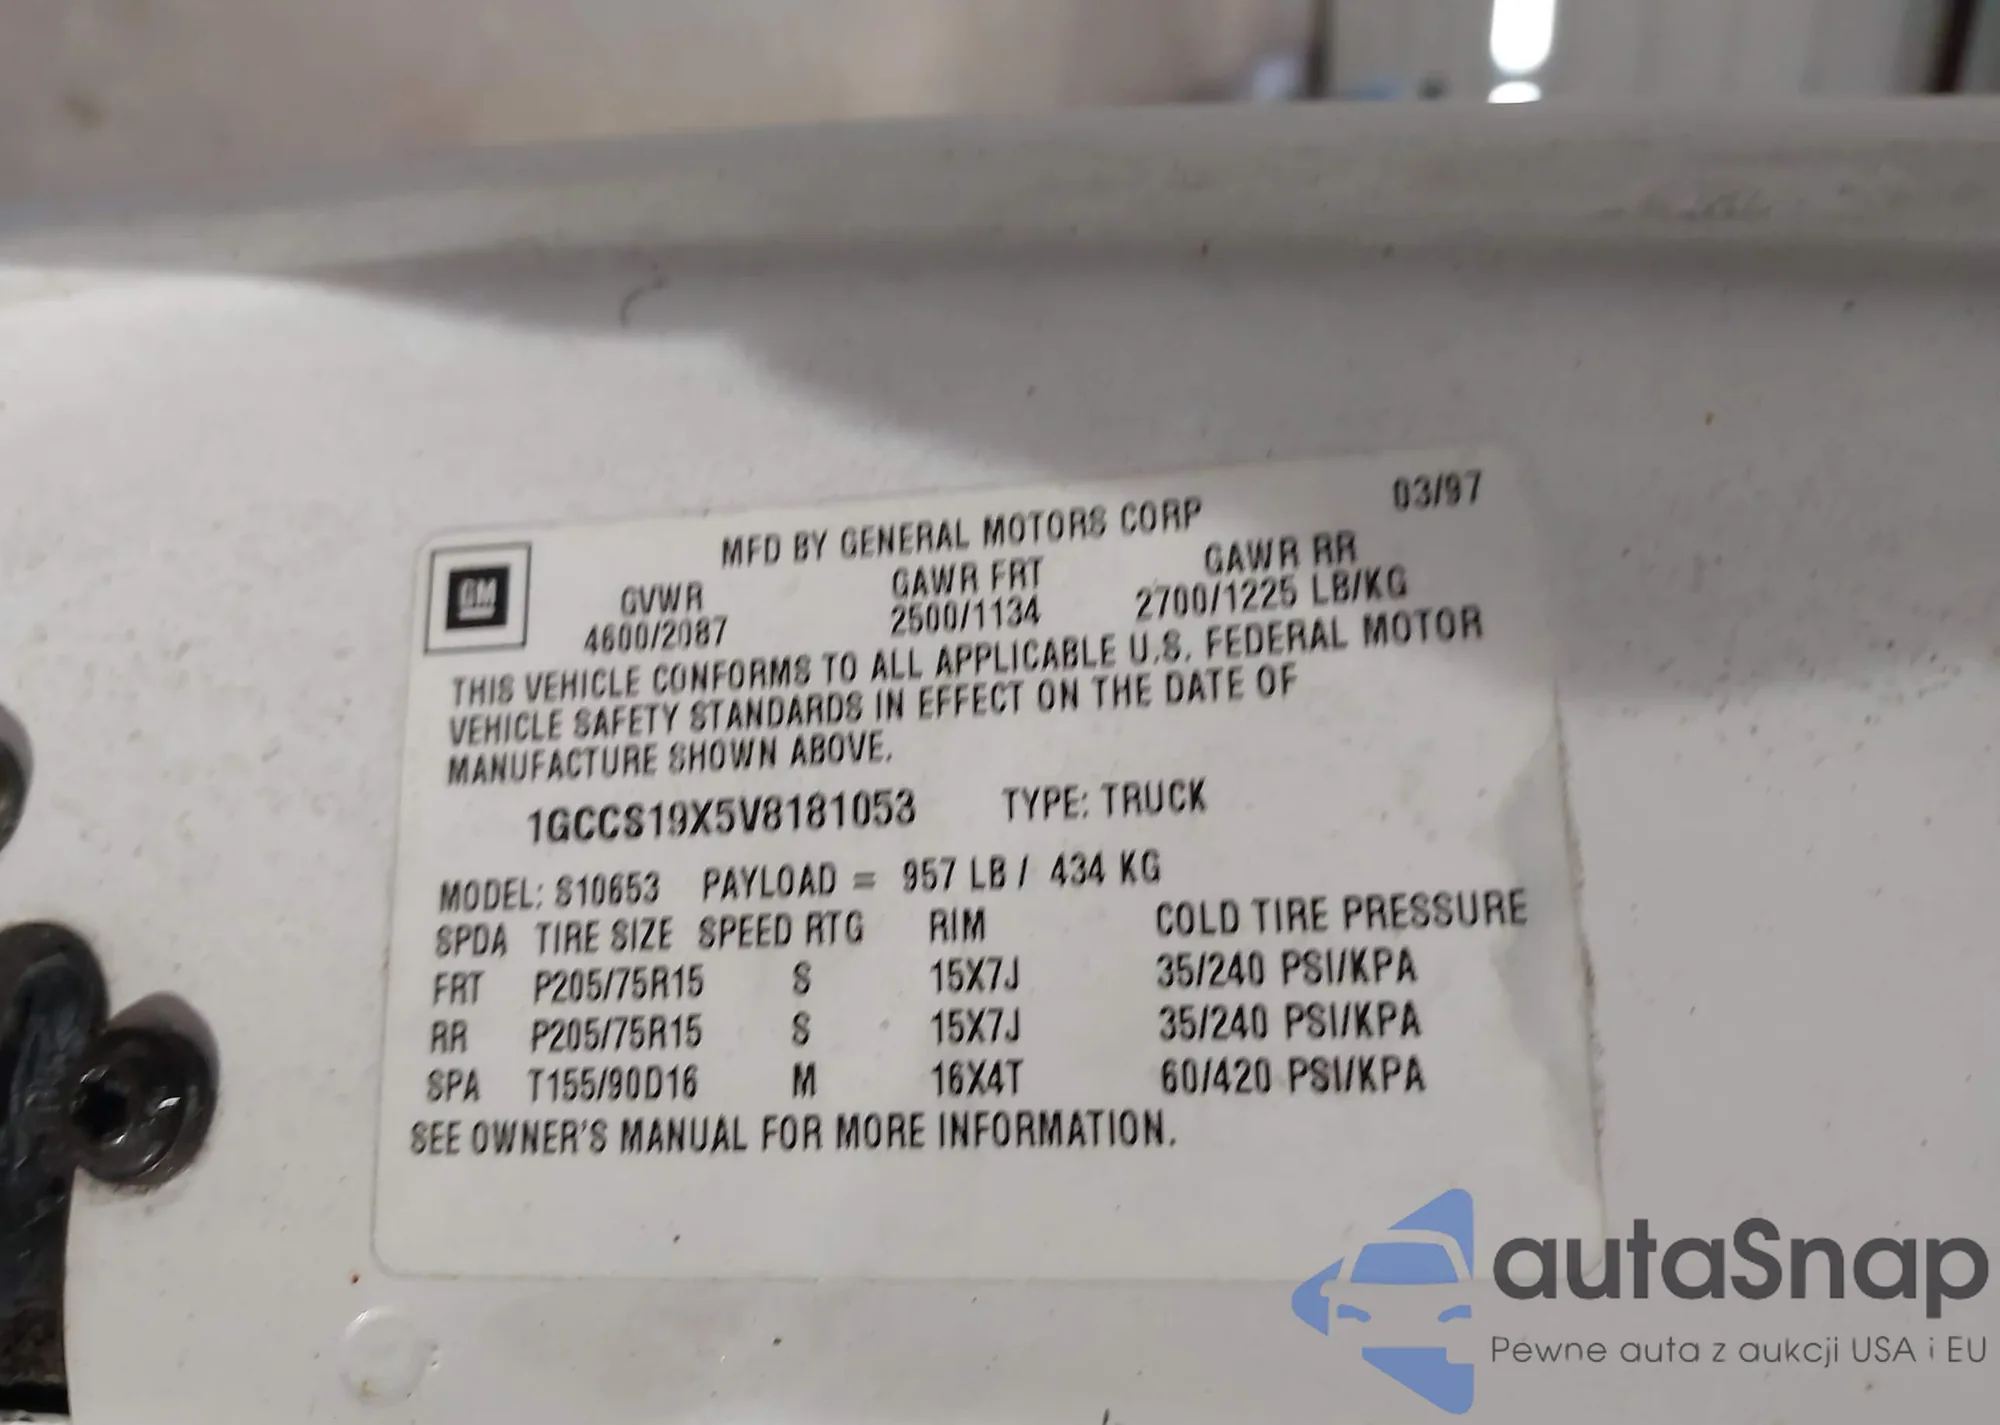 03/97
MFD BY GENERAL MOTORS CORP
GM
GVWR GAWR FRT GAWR RR
4600/2087 2500/1134 2700/1225 LB/KG
THIS VEHICLE CONFORMS TO ALL APPLICABLE U.S. FEDERAL MOTOR
VEHICLE SAFETY STANDARDS IN EFFECT ON THE DATE OF
MANUFACTURE SHOWN ABOVE.
1GCCS19X5V8181053 TYPE: TRUCK
MODEL: S10653 PAYLOAD = 957 LB / 434 KG
SPDA TIRE SIZE SPEED RTG RIM COLD TIRE PRESSURE
FRT P205/75R15 S 15X7J 35/240 PSI/KPA
RR P205/75R15 S 15X7J 35/240 PSI/KPA
SPA T155/90D16 M 16X4T 60/420 PSI/KPA
SEE OWNER'S MANUAL FOR MORE INFORMATION.
autaSnap
Pewne auta z aukcji USA i EU